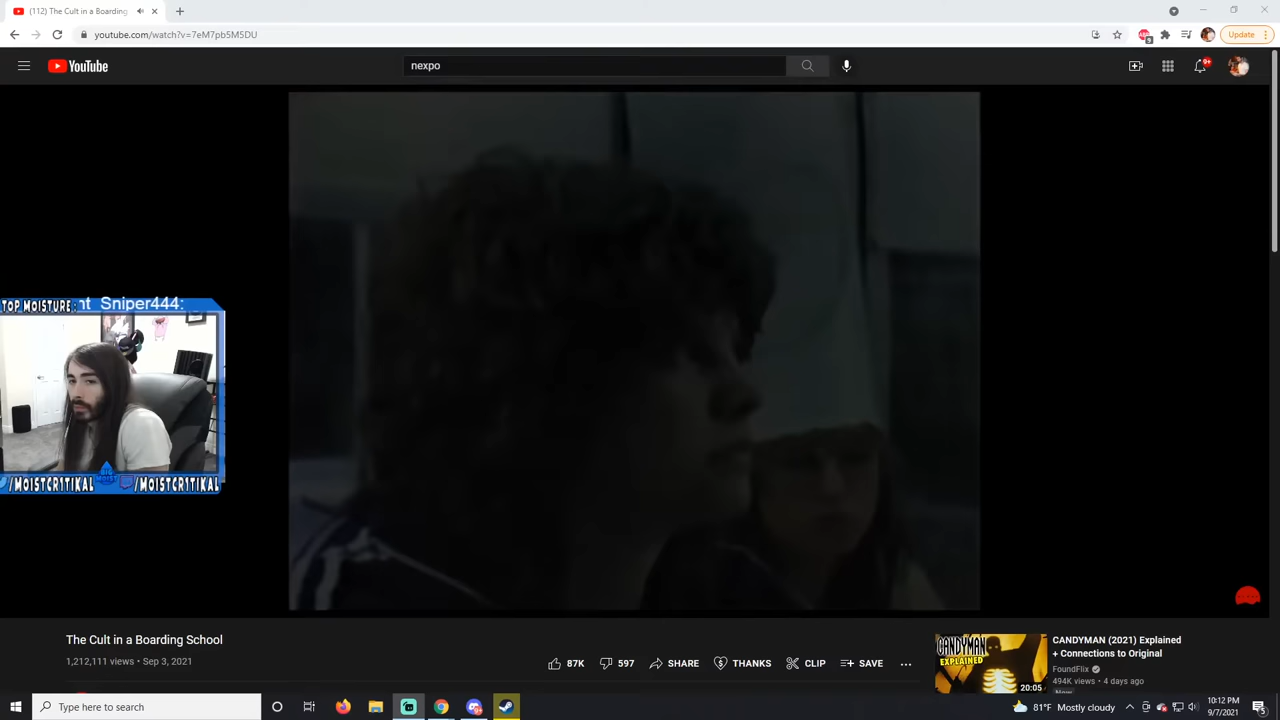 (112) The Cult in a Boarding
youtube.com/watch?v=7eM7pb5M5DU
Update
YouTube
nexpo
9+
TOP MOISTURE: nt Sniper444:
/MOISTCR1TIKAL
/MOISTCR1TIKAL
The Cult in a Boarding School
1,212,111 views • Sep 3, 2021
87K
597
SHARE
THANKS
CLIP
SAVE
CANDYMAN
EXPLAINED
20:05
CANDYMAN (2021) Explained
+ Connections to Original
FoundFlix
494K views • 4 days ago
Type here to search
81°F Mostly cloudy
10:12 PM
9/7/2021